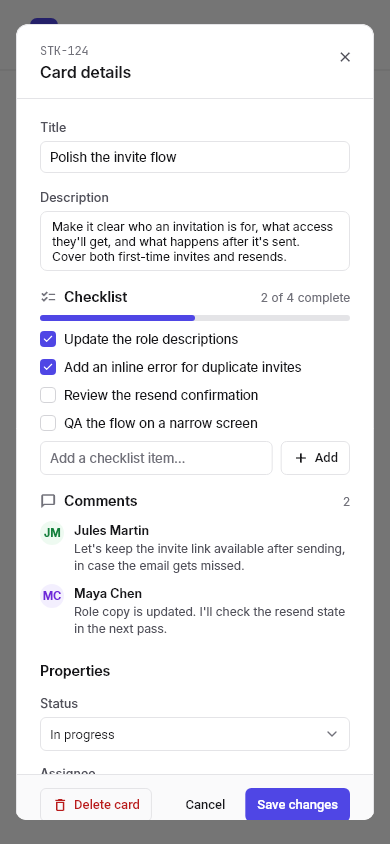 STK-124
Card details
Title
Polish the invite flow
Description
Make it clear who an invitation is for, what access
they'll get, and what happens after it's sent.
Cover both first-time invites and resends.
Checklist 2 of 4 complete
Update the role descriptions
Add an inline error for duplicate invites
Review the resend confirmation
QA the flow on a narrow screen
Add a checklist item... Add
Comments 2
JM Jules Martin
Let's keep the invite link available after sending,
in case the email gets missed.
MC Maya Chen
Role copy is updated. I'll check the resend state
in the next pass.
Properties
Status
In progress
Assignee
Delete card Cancel Save changes